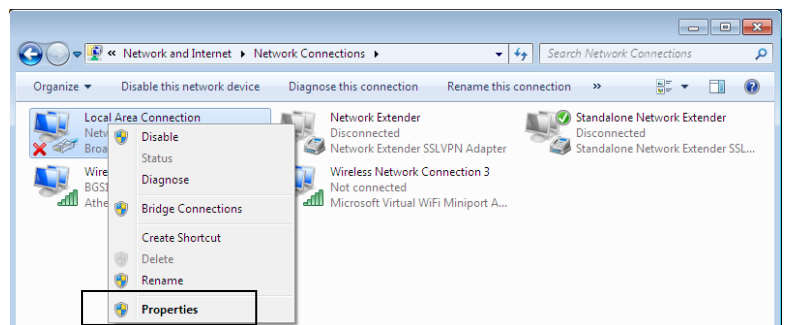 « Network and Internet ▸ Network Connections ▸
Search Network Connections
Organize ▾ Disable this network device Diagnose this connection Rename this connection »
Local Area Connection
Netw
Broa
Network Extender
Disconnected
Network Extender SSLVPN Adapter
Standalone Network Extender
Disconnected
Standalone Network Extender SSL...
Wire
BGS
Athe
Wireless Network Connection 3
Not connected
Microsoft Virtual WiFi Miniport A...
Disable
Status
Diagnose
Bridge Connections
Create Shortcut
Delete
Rename
Properties